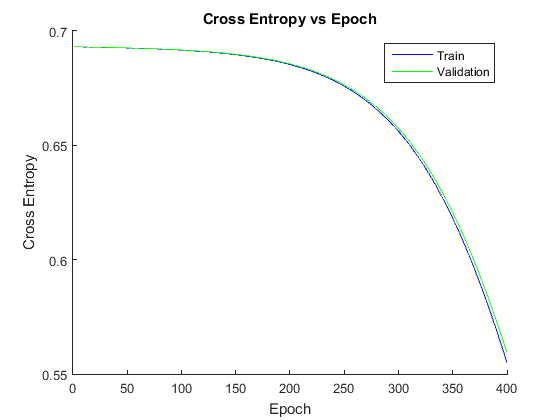 Cross Entropy vs Epoch
0.7
Train
Validation
0.65
Cross Entropy
0.6
0.55
0 50 100 150 200 250 300 350 400
Epoch